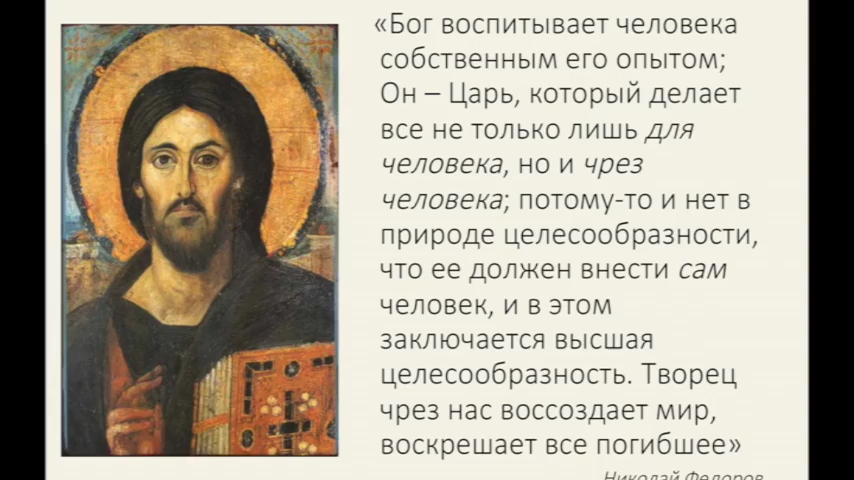 «Бог воспитывает человека
собственным его опытом;
Он – Царь, который делает
все не только лишь для
человека, но и чрез
человека; потому-то и нет в
природе целесообразности,
что ее должен внести сам
человек, и в этом
заключается высшая
целесообразность. Творец
чрез нас воссоздает мир,
воскрешает все погибшее»
Николай Федоров